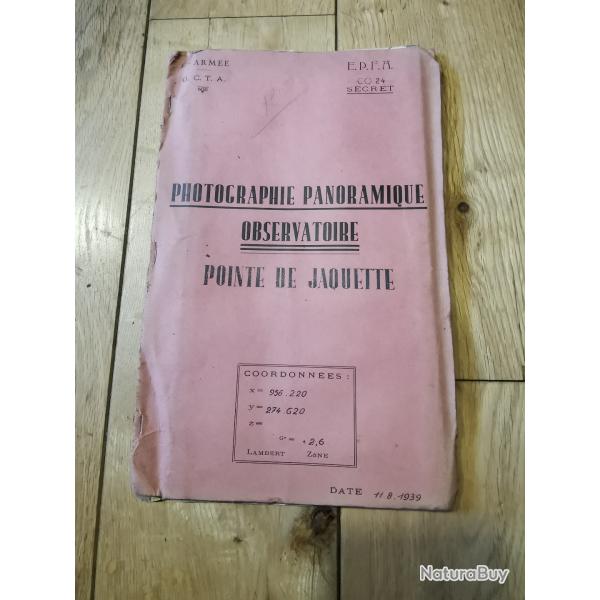 ARMÉE
C. T. A.
E.P.F.A.
CO 24
SECRET
PHOTOGRAPHIE PANORAMIQUE
OBSERVATOIRE
POINTE DE JAQUETTE
COORDONNÉES :
X= 956.220
Y= 274.620
Z=
G= +2,6
LAMBERT ZONE
DATE 11.8.1939
NaturaBuy